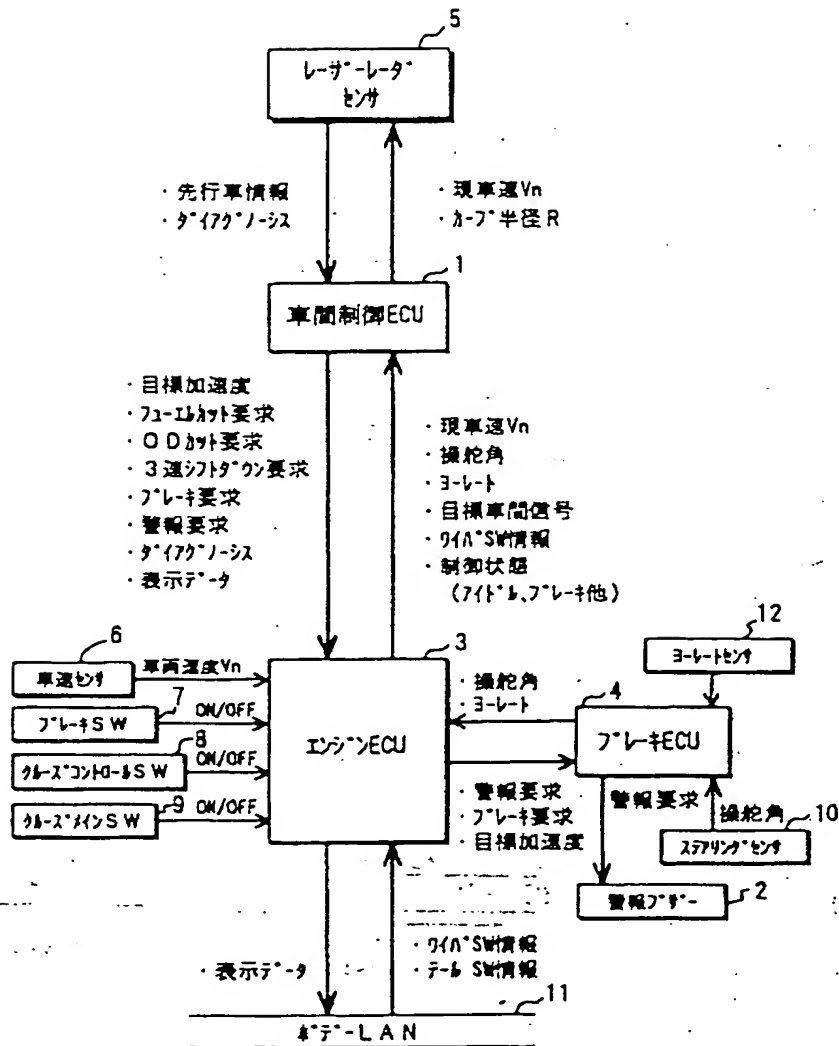 5
レーザーレーダ
センサ
・先行車情報
・ダイアグノーシス
・現車速Vn
・カーブ半径R
1
車間制御ECU
・目標加速度
・フューエルカット要求
・ODカット要求
・3速シフトダウン要求
・ブレーキ要求
・警報要求
・ダイアグノーシス
・表示データ
・現車速Vn
・操舵角
・ヨーレート
・目標車間信号
・ワイパSW情報
・制御状態
(アイドル、ブレーキ他)
6
車速センサ
車両速度Vn
7
ブレーキSW
ON/OFF
8
クルーズコントロールSW
ON/OFF
9
クルーズメインSW
ON/OFF
3
エンジンECU
・操舵角
・ヨーレート
12
ヨーレートセンサ
4
ブレーキECU
・警報要求
・ブレーキ要求
・目標加速度
警報要求
操舵角
10
ステアリングセンサ
警報ブザー
2
・表示データ
・ワイパSW情報
・テールSW情報
11
ボデーLAN